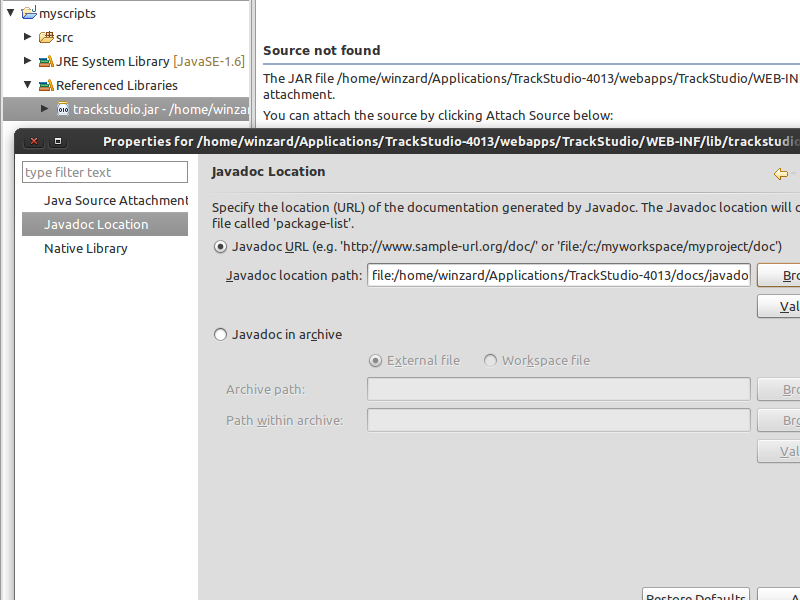 myscripts
src
JRE System Library [JavaSE-1.6]
Referenced Libraries
trackstudio.jar - /home/winzar
Source not found
The JAR file /home/winzard/Applications/TrackStudio-4013/webapps/TrackStudio/WEB-INF
attachment.
You can attach the source by clicking Attach Source below:
Properties for /home/winzard/Applications/TrackStudio-4013/webapps/TrackStudio/WEB-INF/lib/trackstudio
type filter text
Java Source Attachment
Javadoc Location
Native Library
Javadoc Location
Specify the location (URL) of the documentation generated by Javadoc. The Javadoc location will c
file called 'package-list'.
Javadoc URL (e.g. 'http://www.sample-url.org/doc/' or 'file:/c:/myworkspace/myproject/doc')
Javadoc location path: file:/home/winzard/Applications/TrackStudio-4013/docs/javado
Bro
Val
Javadoc in archive
External file Workspace file
Archive path: Bro
Path within archive: Bro
Val
Restore Defaults A